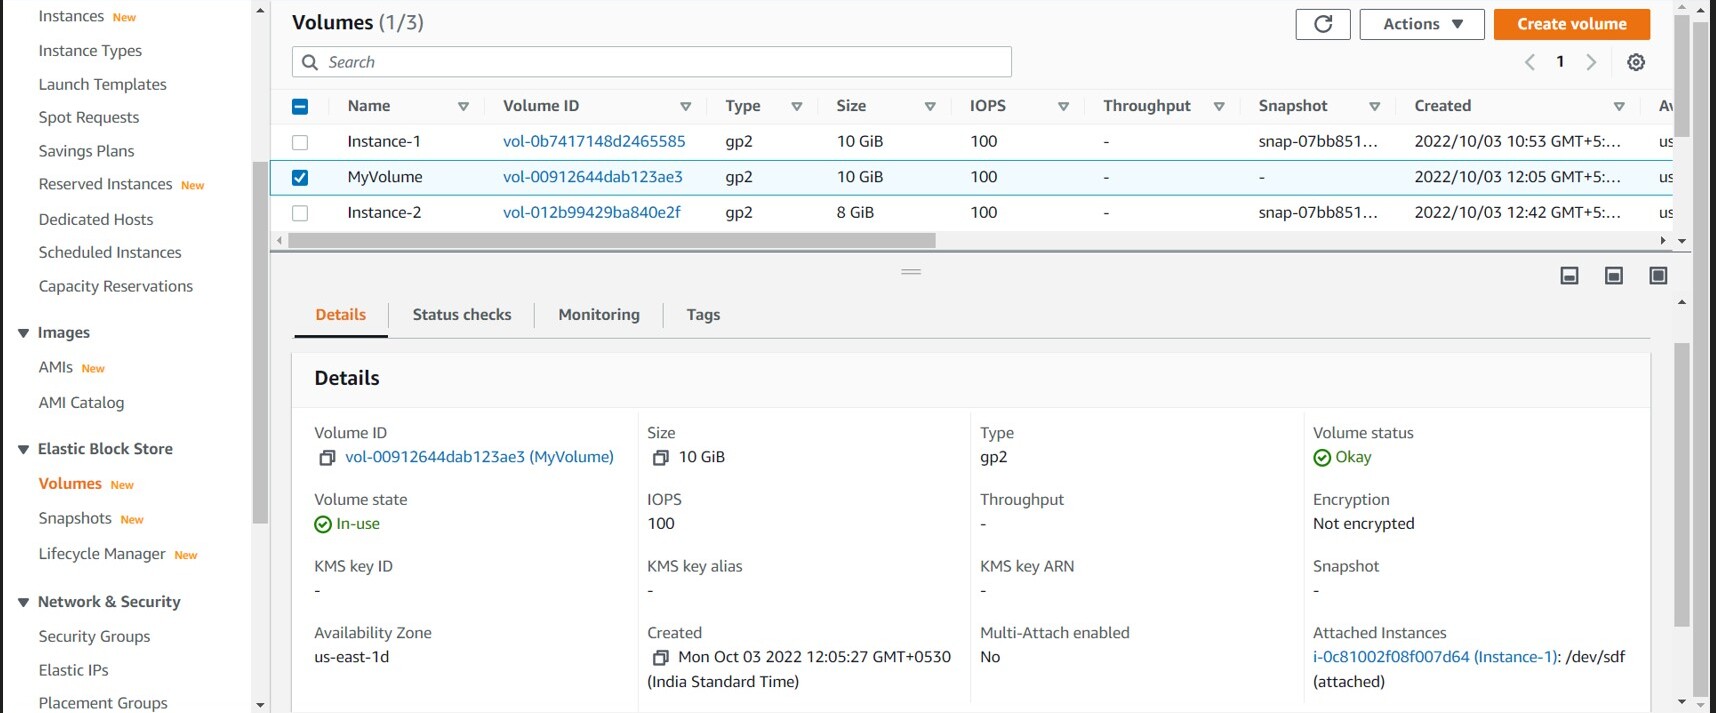 Instances New
Instance Types
Launch Templates
Spot Requests
Savings Plans
Reserved Instances New
Dedicated Hosts
Scheduled Instances
Capacity Reservations
Images
AMIs New
AMI Catalog
Elastic Block Store
Volumes New
Snapshots New
Lifecycle Manager New
Network & Security
Security Groups
Elastic IPs
Placement Groups
Volumes (1/3)
Actions
Create volume
Search
1
Name Volume ID Type Size IOPS Throughput Snapshot Created Av
Instance-1 vol-0b7417148d2465585 gp2 10 GiB 100 - snap-07bb851... 2022/10/03 10:53 GMT+5:... us
MyVolume vol-00912644dab123ae3 gp2 10 GiB 100 - - 2022/10/03 12:05 GMT+5:... us
Instance-2 vol-012b99429ba840e2f gp2 8 GiB 100 - snap-07bb851... 2022/10/03 12:42 GMT+5:... us
Details Status checks Monitoring Tags
Details
Volume ID Size Type Volume status
vol-00912644dab123ae3 (MyVolume) 10 GiB gp2 Okay
Volume state IOPS Throughput Encryption
In-use 100 - Not encrypted
KMS key ID KMS key alias KMS key ARN Snapshot
- - - -
Availability Zone Created Multi-Attach enabled Attached Instances
us-east-1d Mon Oct 03 2022 12:05:27 GMT+0530 No i-0c81002f08f007d64 (Instance-1): /dev/sdf
(India Standard Time) (attached)